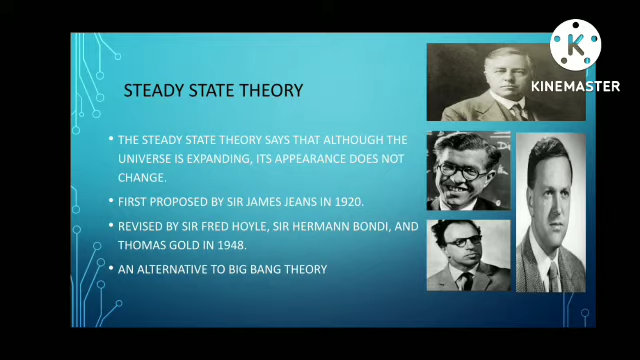 K
KINEMASTER
STEADY STATE THEORY
• THE STEADY STATE THEORY SAYS THAT ALTHOUGH THE
UNIVERSE IS EXPANDING, ITS APPEARANCE DOES NOT
CHANGE.
• FIRST PROPOSED BY SIR JAMES JEANS IN 1920.
• REVISED BY SIR FRED HOYLE, SIR HERMANN BONDI, AND
THOMAS GOLD IN 1948.
• AN ALTERNATIVE TO BIG BANG THEORY